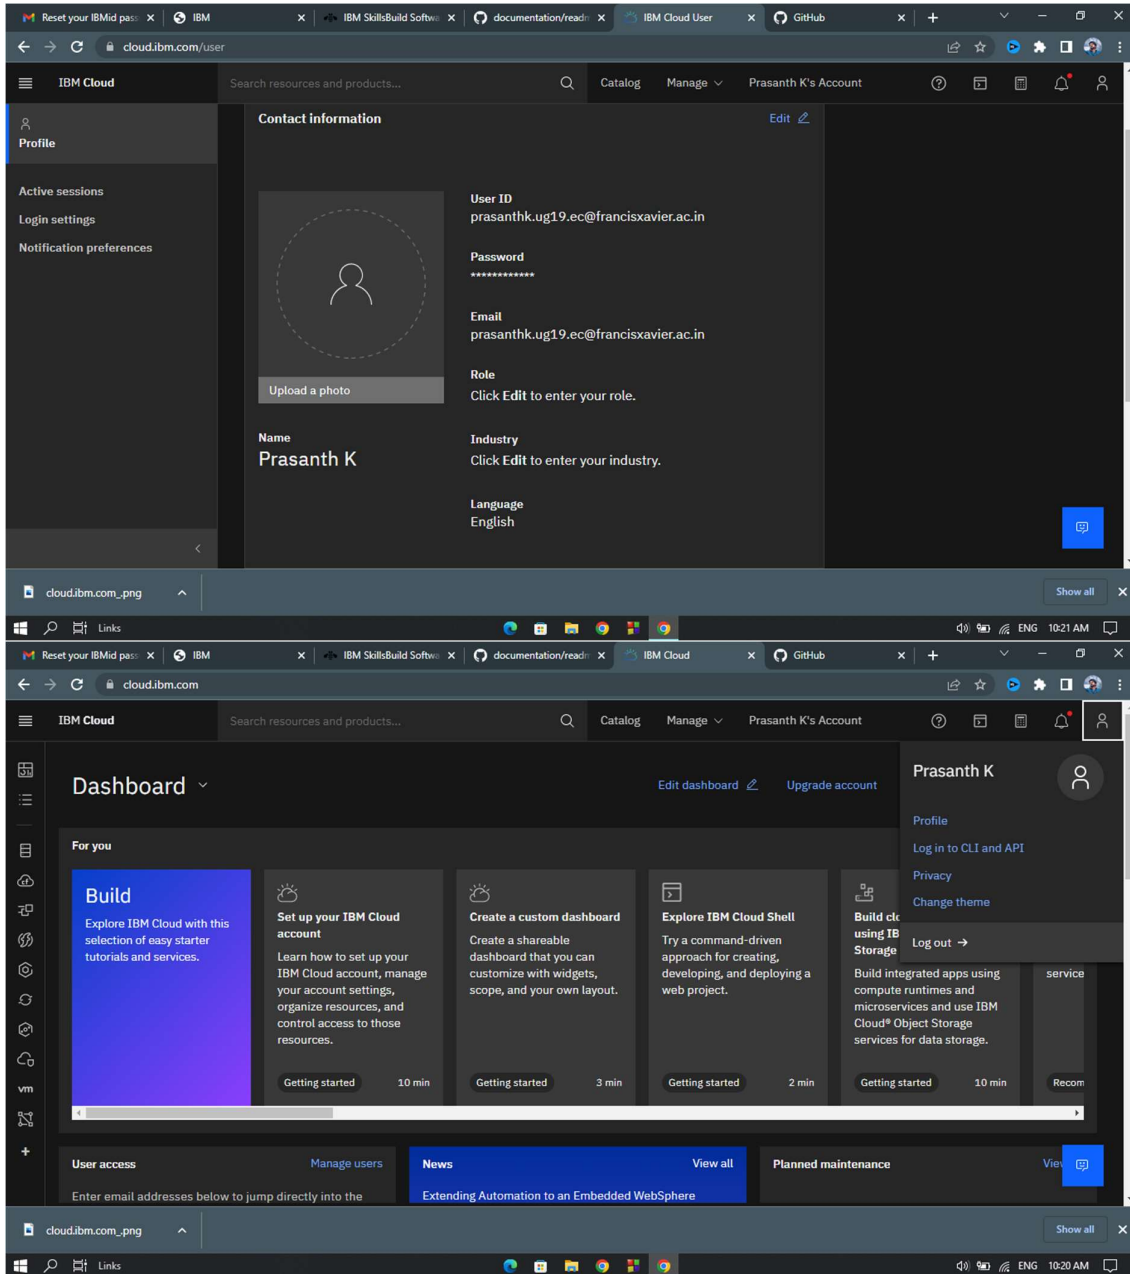 Reset your IBMid pass
IBM
IBM SkillsBuild Softwa
documentation/readm
IBM Cloud User
GitHub
cloud.ibm.com/user
IBM Cloud
Search resources and products...
Catalog
Manage
Prasanth K's Account
Profile
Active sessions
Login settings
Notification preferences
Contact information
Edit
Upload a photo
Name
Prasanth K
User ID
prasanthk.ug19.ec@francisxavier.ac.in
Password
************
Email
prasanthk.ug19.ec@francisxavier.ac.in
Role
Click Edit to enter your role.
Industry
Click Edit to enter your industry.
Language
English
cloud.ibm.com_.png
Show all
Links
ENG
10:21 AM
Reset your IBMid pass
IBM
IBM SkillsBuild Softwa
documentation/readm
IBM Cloud
GitHub
cloud.ibm.com
IBM Cloud
Search resources and products...
Catalog
Manage
Prasanth K's Account
Dashboard
Edit dashboard
Upgrade account
Prasanth K
Profile
Log in to CLI and API
Privacy
Change theme
Log out
For you
Build
Explore IBM Cloud with this
selection of easy starter
tutorials and services.
Set up your IBM Cloud
account
Learn how to set up your
IBM Cloud account, manage
your account settings,
organize resources, and
control access to those
resources.
Getting started
10 min
Create a custom dashboard
Create a shareable
dashboard that you can
customize with widgets,
scope, and your own layout.
Getting started
3 min
Explore IBM Cloud Shell
Try a command-driven
approach for creating,
developing, and deploying a
web project.
Getting started
2 min
Build clo
using IB
Storage
Build integrated apps using
compute runtimes and
microservices and use IBM
Cloud® Object Storage
services for data storage.
Getting started
10 min
service
Recom
vm
User access
Manage users
Enter email addresses below to jump directly into the
News
View all
Extending Automation to an Embedded WebSphere
Planned maintenance
Vie
cloud.ibm.com_.png
Show all
Links
ENG
10:20 AM